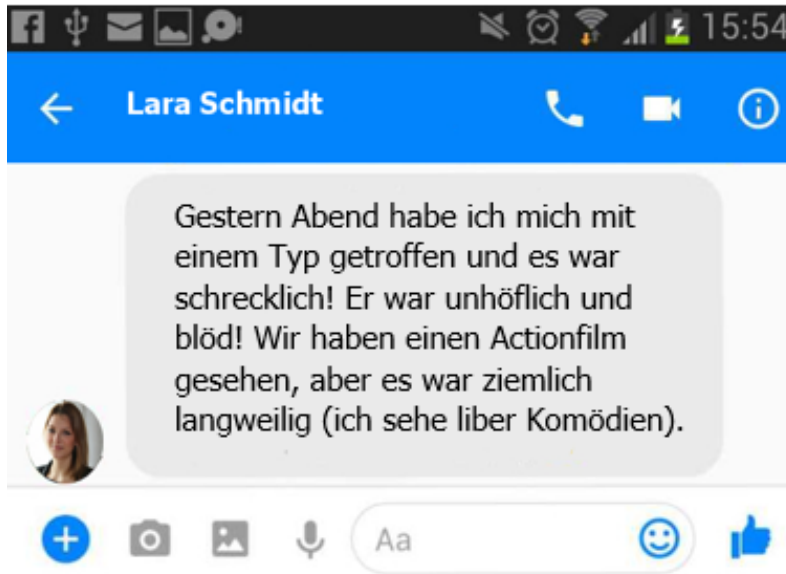 15:54
Lara Schmidt
Gestern Abend habe ich mich mit
einem Typ getroffen und es war
schrecklich! Er war unhöflich und
blöd! Wir haben einen Actionfilm
gesehen, aber es war ziemlich
langweilig (ich sehe liber Komödien).
Aa